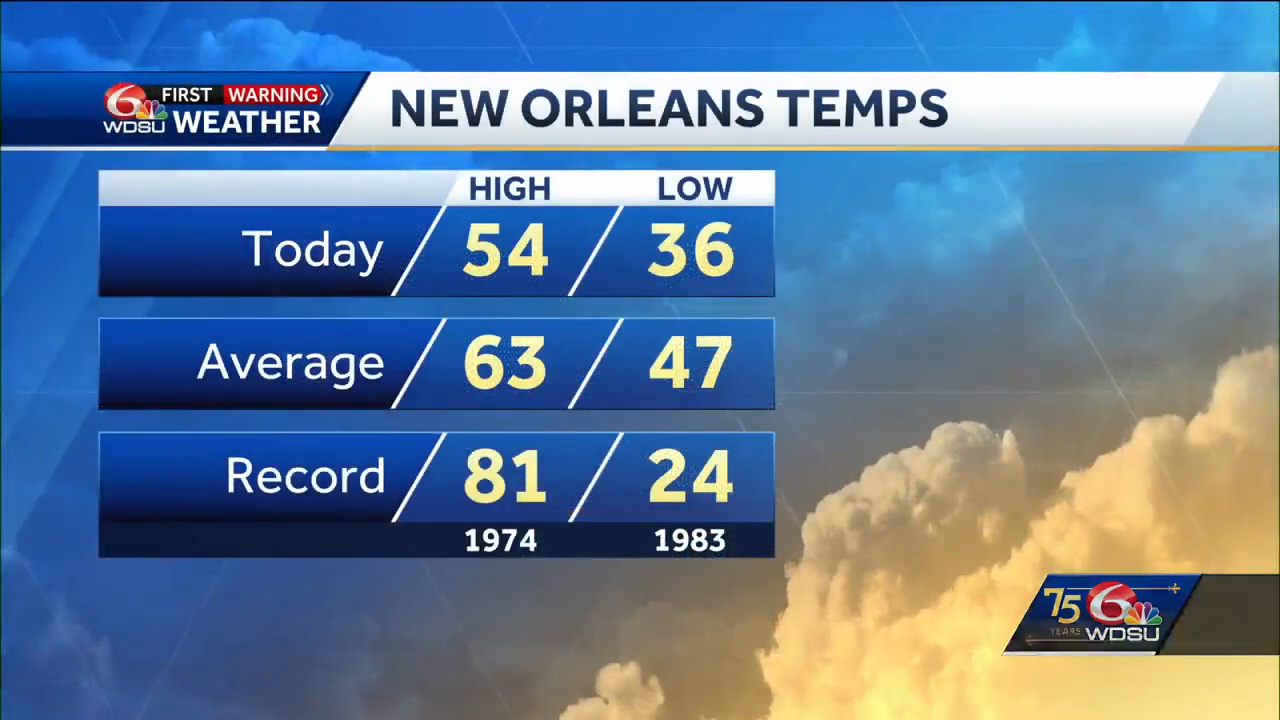 6 FIRST WARNING
WDSU WEATHER
NEW ORLEANS TEMPS
HIGH LOW
Today 54 36
Average 63 47
Record 81 24
1974 1983
75 6
YEARS WDSU